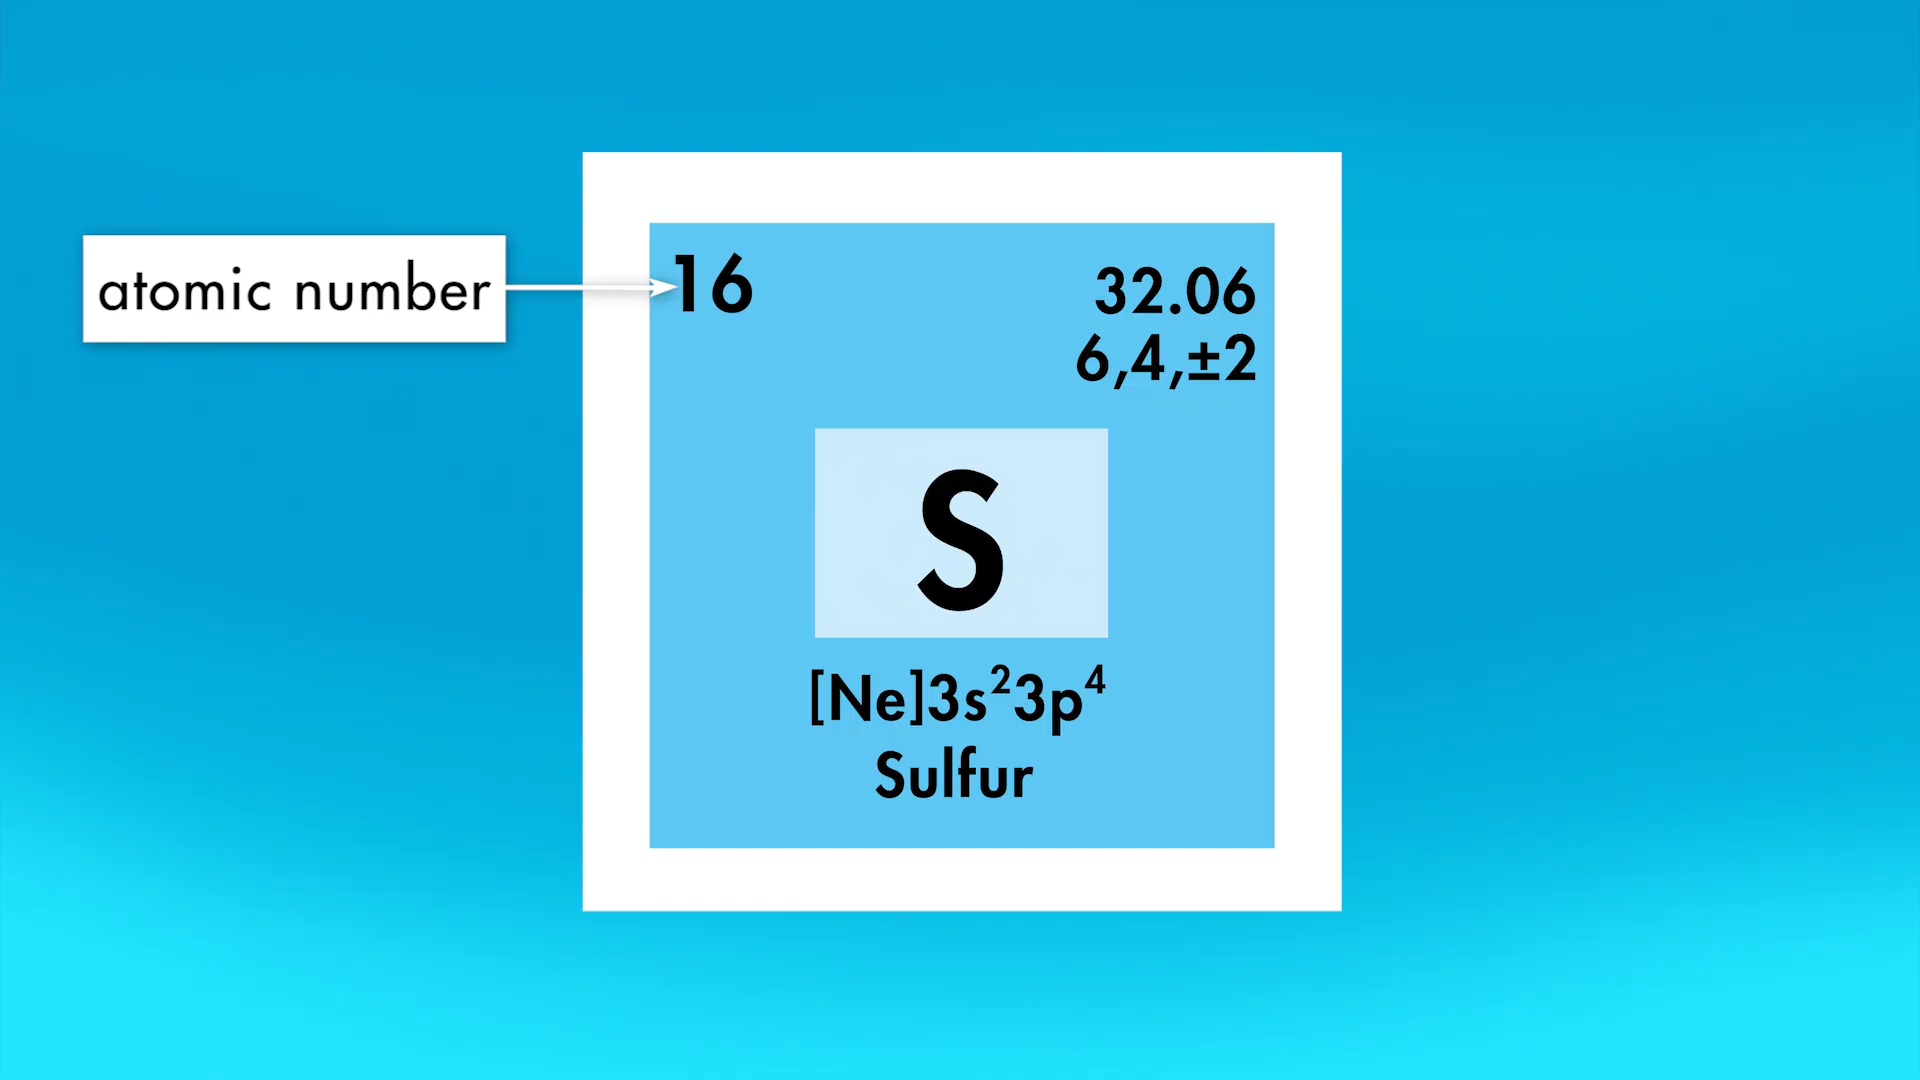 atomic number
16
32.06
6,4,±2
S
[Ne]3s²3p⁴
Sulfur